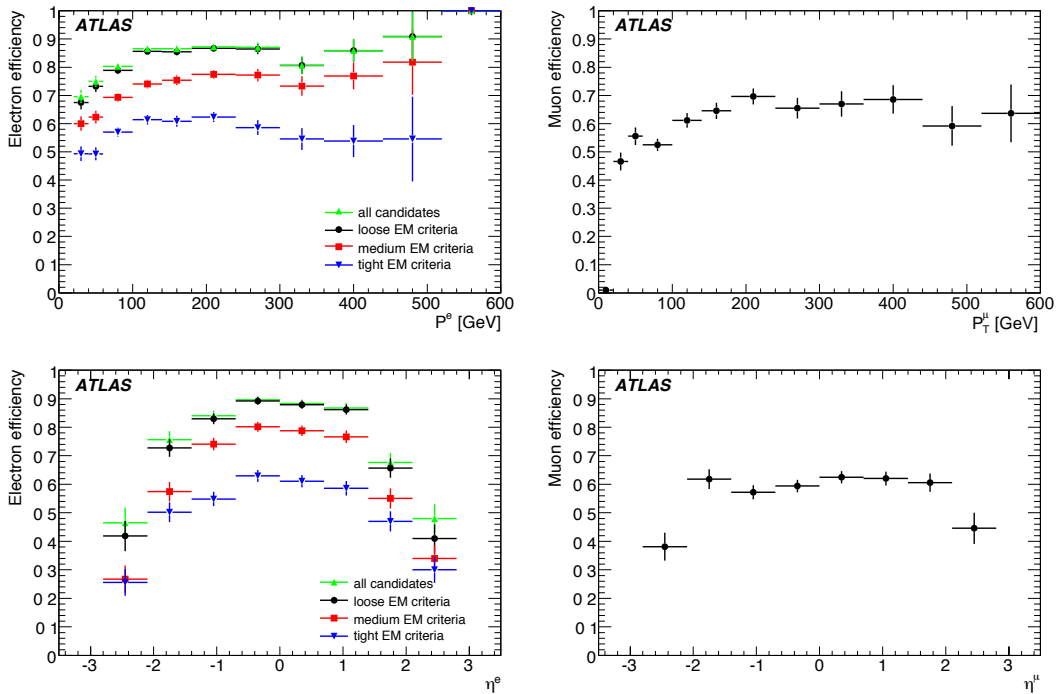 ATLAS
Electron efficiency
1
0 9
0 8
0 7
0 6
0 5
0 4
0 3
0 2
0 1
0
all candidates
loose EM criteria
medium EM criteria
tight EM criteria
0 100 200 300 400 500 600
P^e [GeV]
ATLAS
Muon efficiency
1
0 9
0 8
0 7
0 6
0 5
0 4
0 3
0 2
0 1
0
0 100 200 300 400 500 600
P_T^μ [GeV]
ATLAS
Electron efficiency
1
0 9
0 8
0 7
0 6
0 5
0 4
0 3
0 2
0 1
0
all candidates
loose EM criteria
medium EM criteria
tight EM criteria
-3 -2 -1 0 1 2 3
η^e
ATLAS
Muon efficiency
1
0 9
0 8
0 7
0 6
0 5
0 4
0 3
0 2
0 1
0
-3 -2 -1 0 1 2 3
η^μ